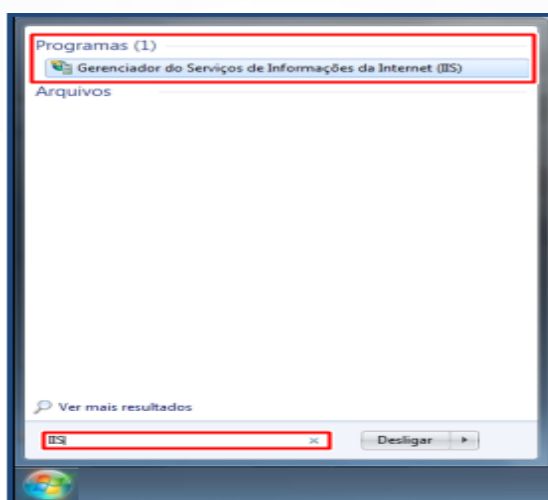 Programas (1)
Gerenciador do Serviços de Informações da Internet (IIS)
Arquivos
Ver mais resultados
IIS
Desligar